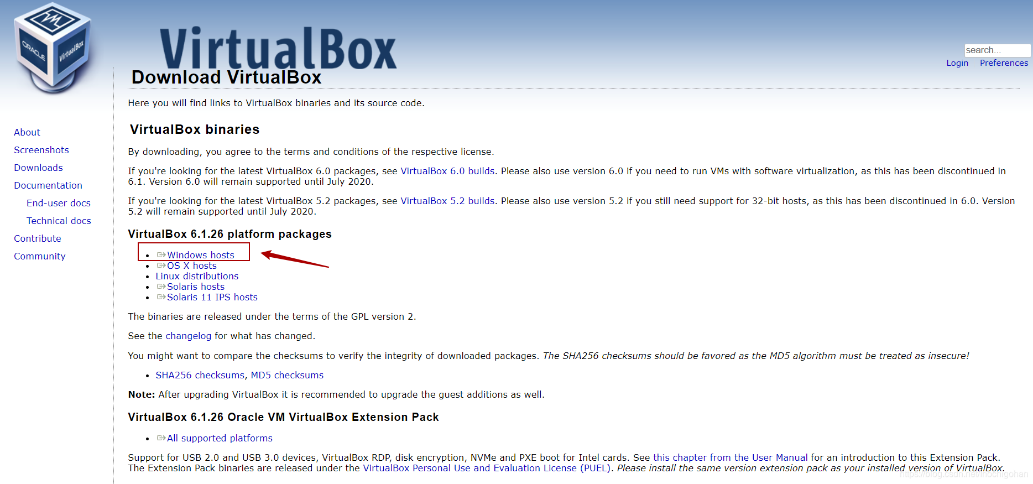 ORACLE
VM
VirtualBox
VirtualBox
search...
Login Preferences
Download VirtualBox
Here you will find links to VirtualBox binaries and its source code.
About
Screenshots
Downloads
Documentation
End-user docs
Technical docs
Contribute
Community
VirtualBox binaries
By downloading, you agree to the terms and conditions of the respective license.
If you're looking for the latest VirtualBox 6.0 packages, see VirtualBox 6.0 builds. Please also use version 6.0 if you need to run VMs with software virtualization, as this has been discontinued in
6.1. Version 6.0 will remain supported until July 2020.
If you're looking for the latest VirtualBox 5.2 packages, see VirtualBox 5.2 builds. Please also use version 5.2 if you still need support for 32-bit hosts, as this has been discontinued in 6.0. Version
5.2 will remain supported until July 2020.
VirtualBox 6.1.26 platform packages
• Windows hosts
• OS X hosts
• Linux distributions
• Solaris hosts
• Solaris 11 IPS hosts
The binaries are released under the terms of the GPL version 2.
See the changelog for what has changed.
You might want to compare the checksums to verify the integrity of downloaded packages. The SHA256 checksums should be favored as the MD5 algorithm must be treated as insecure!
• SHA256 checksums, MD5 checksums
Note: After upgrading VirtualBox it is recommended to upgrade the guest additions as well.
VirtualBox 6.1.26 Oracle VM VirtualBox Extension Pack
• All supported platforms
Support for USB 2.0 and USB 3.0 devices, VirtualBox RDP, disk encryption, NVMe and PXE boot for Intel cards. See this chapter from the User Manual for an introduction to this Extension Pack.
The Extension Pack binaries are released under the VirtualBox Personal Use and Evaluation License (PUEL). Please install the same version extension pack as your installed version of VirtualBox.